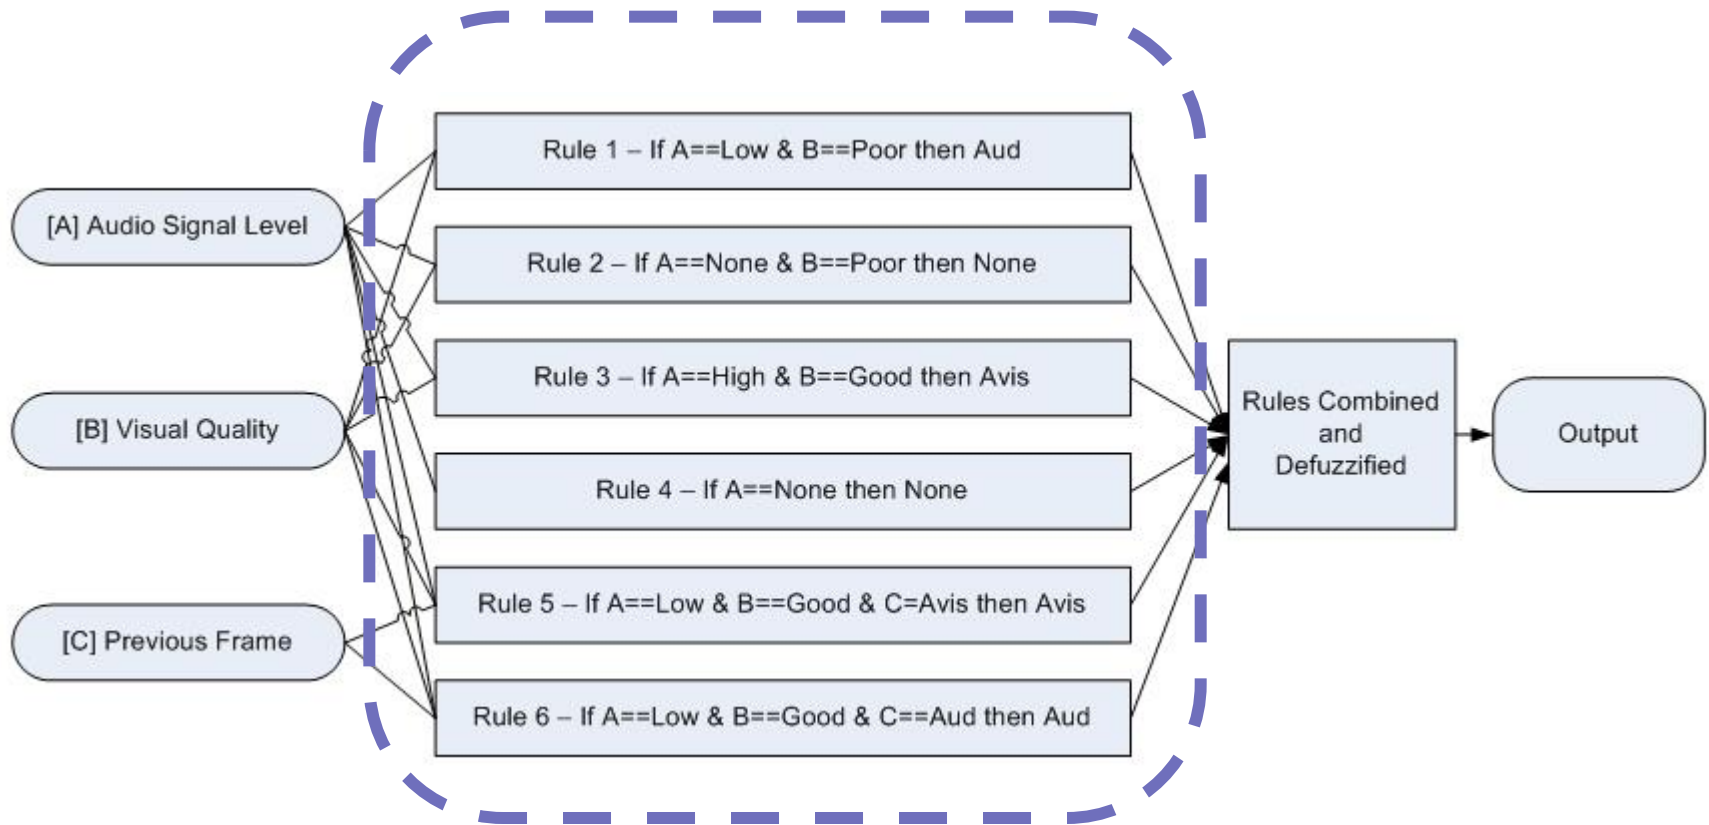 [A] Audio Signal Level
[B] Visual Quality
[C] Previous Frame
Rule 1 – If A==Low & B==Poor then Aud
Rule 2 – If A==None & B==Poor then None
Rule 3 – If A==High & B==Good then Avis
Rule 4 – If A==None then None
Rule 5 – If A==Low & B==Good & C=Avis then Avis
Rule 6 – If A==Low & B==Good & C==Aud then Aud
Rules Combined
and
Defuzzified
Output